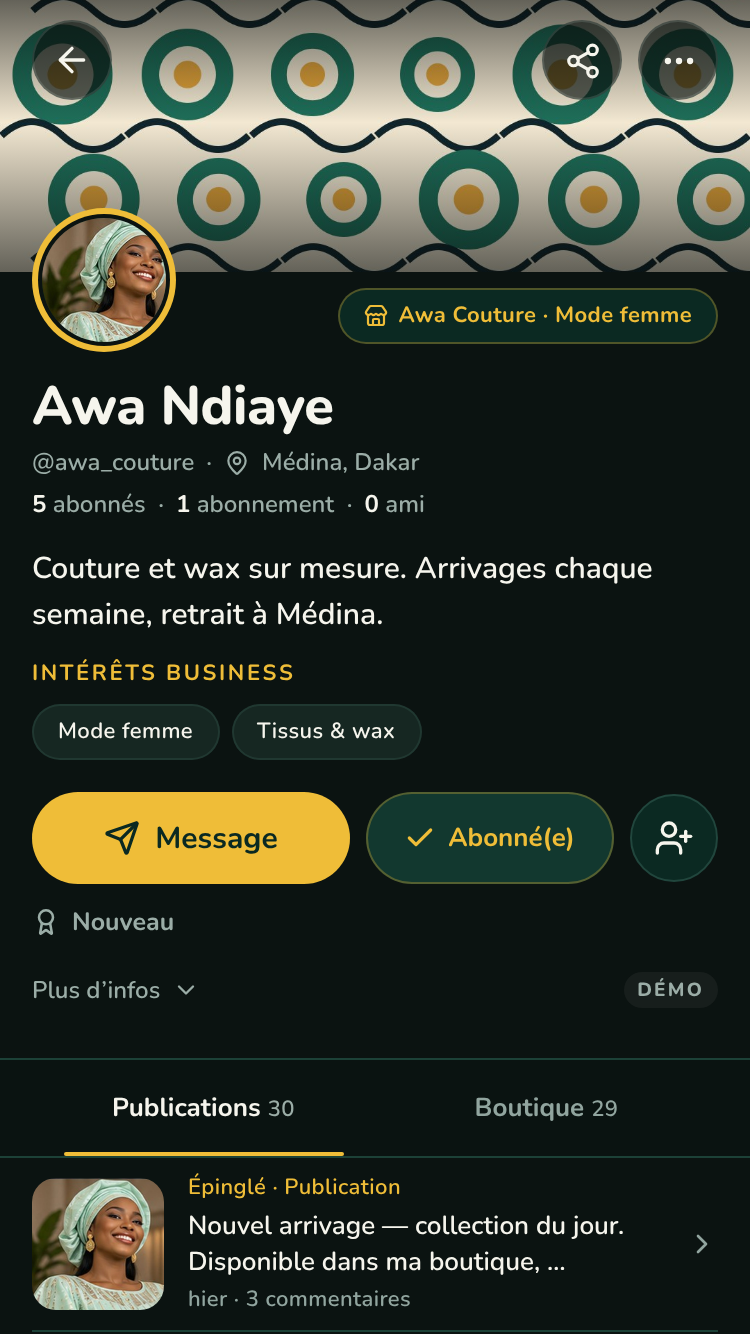 Awa Couture · Mode femme
Awa Ndiaye
@awa_couture · Médina, Dakar
5 abonnés · 1 abonnement · 0 ami
Couture et wax sur mesure. Arrivages chaque
semaine, retrait à Médina.
INTÉRÊTS BUSINESS
Mode femme
Tissus & wax
Message
Abonné(e)
Nouveau
Plus d’infos
DÉMO
Publications 30
Boutique 29
Épinglé · Publication
Nouvel arrivage — collection du jour.
Disponible dans ma boutique, ...
hier · 3 commentaires